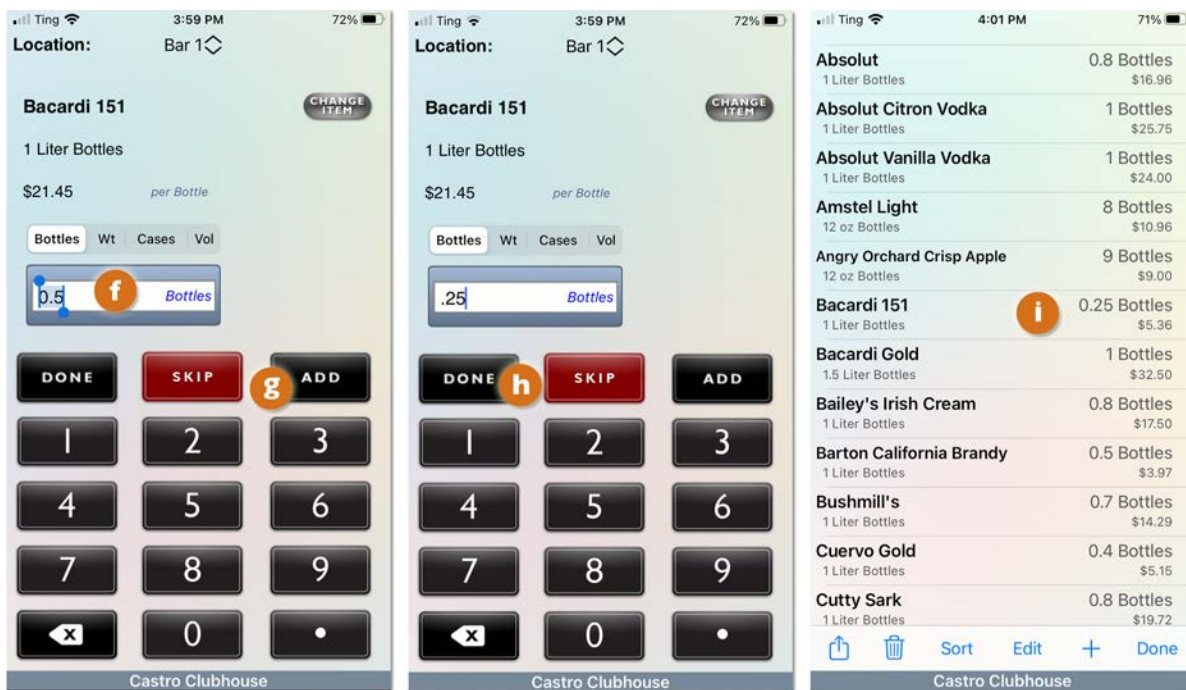 Ting 3:59 PM 72%
Location: Bar 1
Bacardi 151 CHANGE ITEM
1 Liter Bottles
$21.45 per Bottle
Bottles Wt Cases Vol
0.5 f Bottles
DONE SKIP g ADD
1 2 3
4 5 6
7 8 9
x 0 •
Castro Clubhouse
Ting 3:59 PM 72%
Location: Bar 1
Bacardi 151 CHANGE ITEM
1 Liter Bottles
$21.45 per Bottle
Bottles Wt Cases Vol
.25 Bottles
DONE h SKIP ADD
1 2 3
4 5 6
7 8 9
x 0 •
Castro Clubhouse
Ting 4:01 PM 71%
Absolut 0.8 Bottles
1 Liter Bottles $16.96
Absolut Citron Vodka 1 Bottles
1 Liter Bottles $25.75
Absolut Vanilla Vodka 1 Bottles
1 Liter Bottles $24.00
Amstel Light 8 Bottles
12 oz Bottles $10.96
Angry Orchard Crisp Apple 9 Bottles
12 oz Bottles $9.00
Bacardi 151 i 0.25 Bottles
1 Liter Bottles $5.36
Bacardi Gold 1 Bottles
1.5 Liter Bottles $32.50
Bailey's Irish Cream 0.8 Bottles
1 Liter Bottles $17.50
Barton California Brandy 0.5 Bottles
1 Liter Bottles $3.97
Bushmill's 0.7 Bottles
1 Liter Bottles $14.29
Cuervo Gold 0.4 Bottles
1 Liter Bottles $5.15
Cutty Sark 0.8 Bottles
1 Liter Bottles $19.72
Sort Edit + Done
Castro Clubhouse